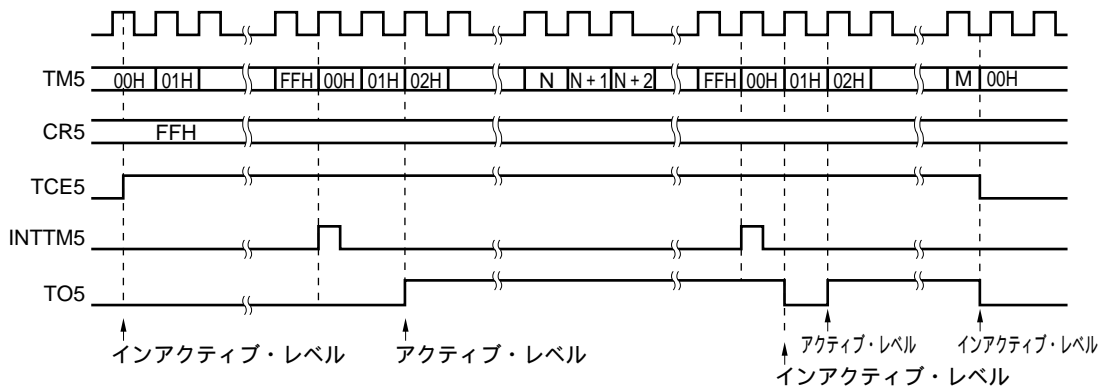 TM5 00H 01H FFH 00H 01H 02H N N + 1 N + 2 FFH 00H 01H 02H M 00H
CR5 FFH
TCE5
INTTM5
TO5
インアクティブ・レベル アクティブ・レベル アクティブ・レベル インアクティブ・レベル
インアクティブ・レベル